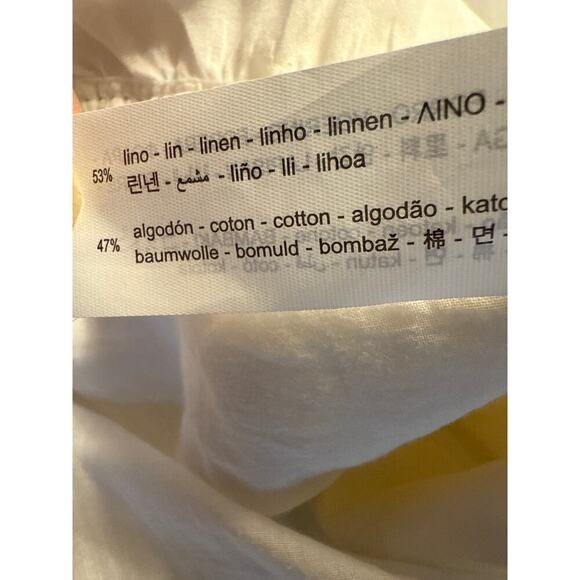 53% lino - lin - linen - linho - linnen - ΛΙΝΟ -
린넨 - مشمع - liño - lli - lihoa
47% algodón - coton - cotton - algodão - kato
baumwolle - bomuld - bombaž - 棉 - 면 -